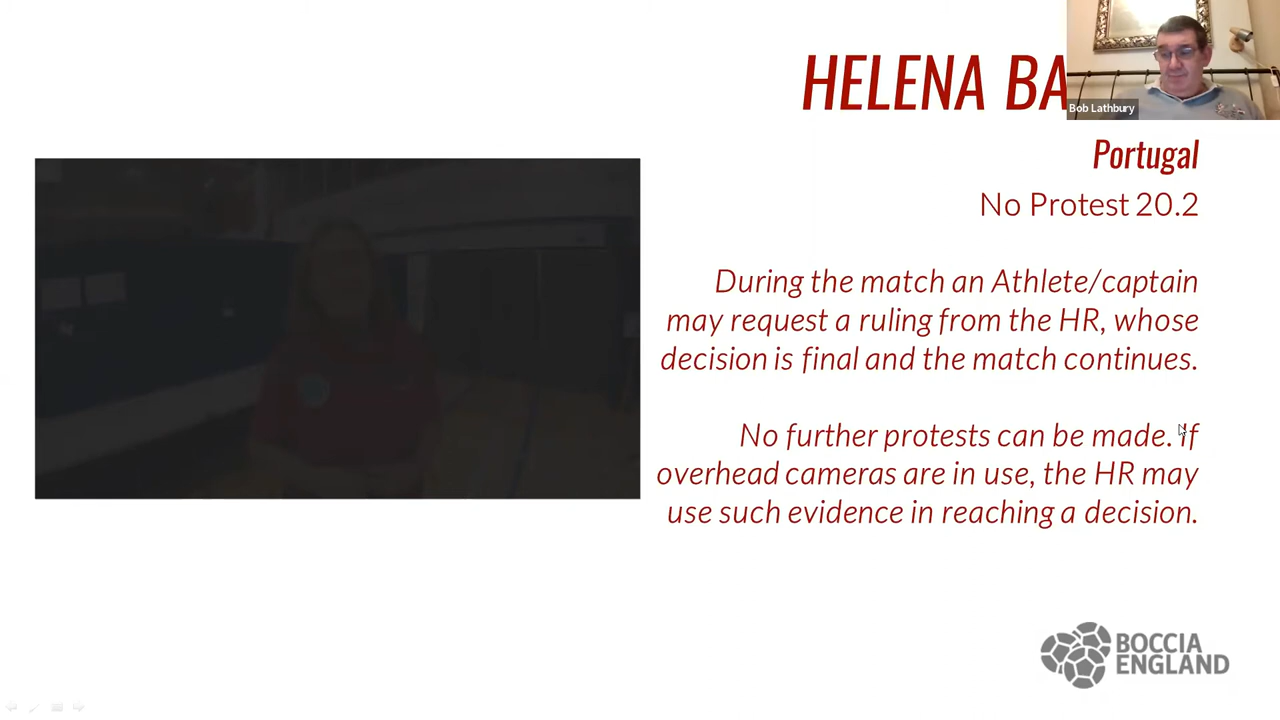 HELENA
Bob Lathbury
Portugal
No Protest 20.2
During the match an Athlete/captain
may request a ruling from the HR, whose
decision is final and the match continues.
No further protests can be made. If
overhead cameras are in use, the HR may
use such evidence in reaching a decision.
BOCCIA
ENGLAND